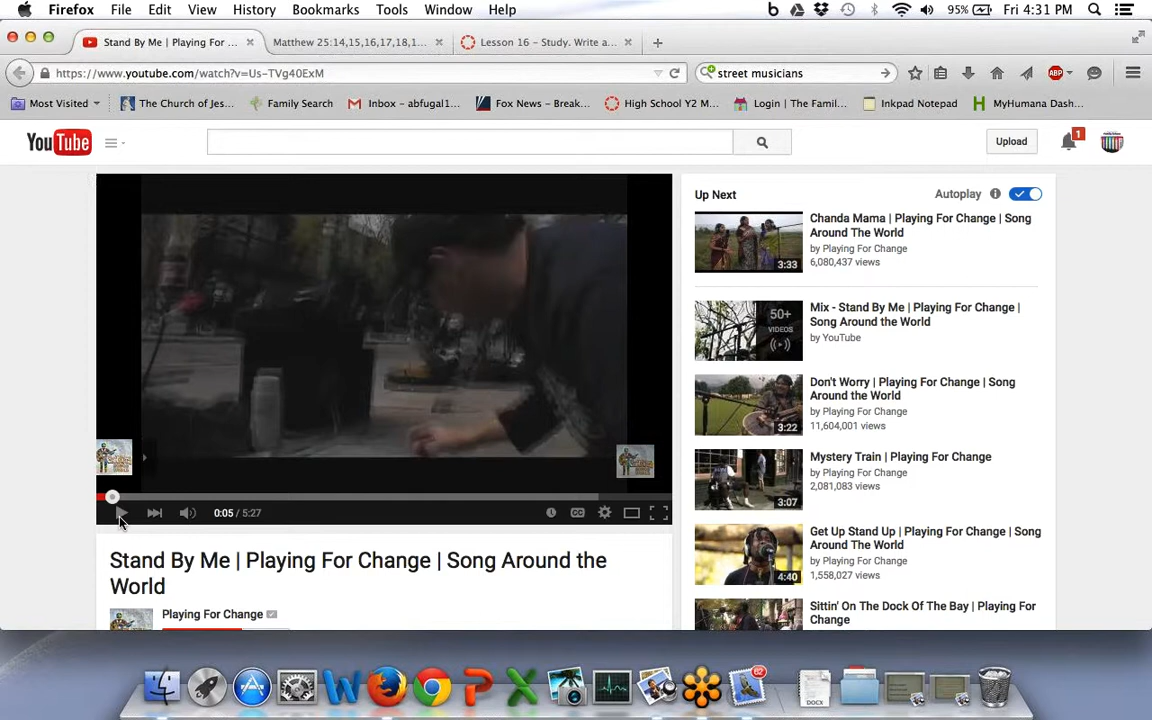 Firefox File Edit View History Bookmarks Tools Window Help 95% Fri 4:31 PM
Stand By Me | Playing For ... Matthew 25:14,15,16,17,18,1... Lesson 16 – Study. Write a...
https://www.youtube.com/watch?v=Us-TVg40ExM street musicians ABP
Most Visited The Church of Jes... Family Search Inbox – abfugal1... Fox News – Break... High School Y2 M... Login | The Famil... Inkpad Notepad MyHumana Dash...
YouTube Upload 1
Up Next Autoplay
Chanda Mama | Playing For Change | Song Around The World
by Playing For Change
6,080,437 views
3:33
Mix - Stand By Me | Playing For Change | Song Around the World
by YouTube
50+
VIDEOS
Don't Worry | Playing For Change | Song Around the World
by Playing For Change
11,604,001 views
3:22
Mystery Train | Playing For Change
by Playing For Change
2,081,083 views
3:07
Get Up Stand Up | Playing For Change | Song Around The World
by Playing For Change
1,558,027 views
4:40
Sittin' On The Dock Of The Bay | Playing For Change
0:05 / 5:27 CC
Stand By Me | Playing For Change | Song Around the World
Playing For Change
DOCX